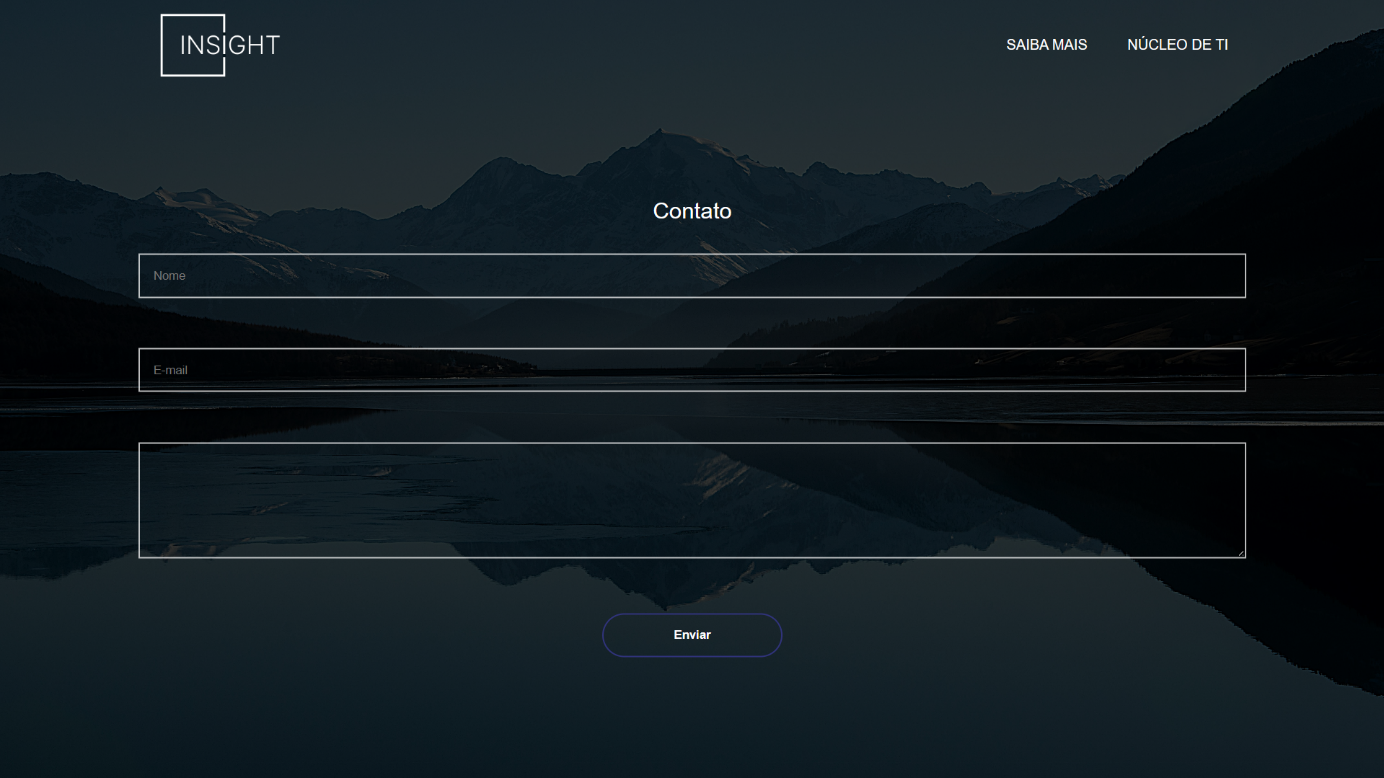 INSIGHT
SAIBA MAIS
NÚCLEO DE TI
Contato
Nome
E-mail
Enviar